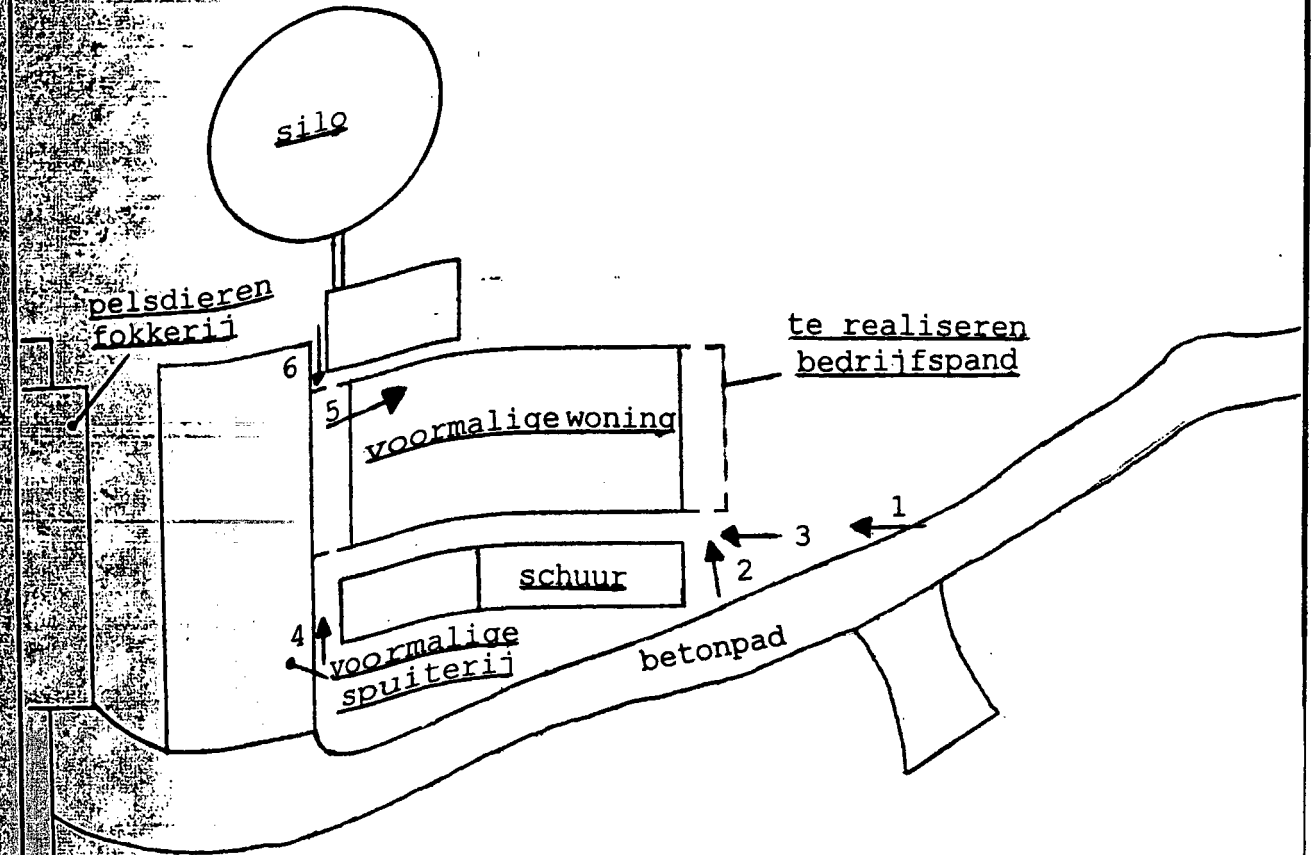 silo
pelsdieren
fokkerij
te realiseren
bedrijfspand
6
5
voormalige woning
1
3
2
schuur
4
voormalige
spuiterij
betonpad